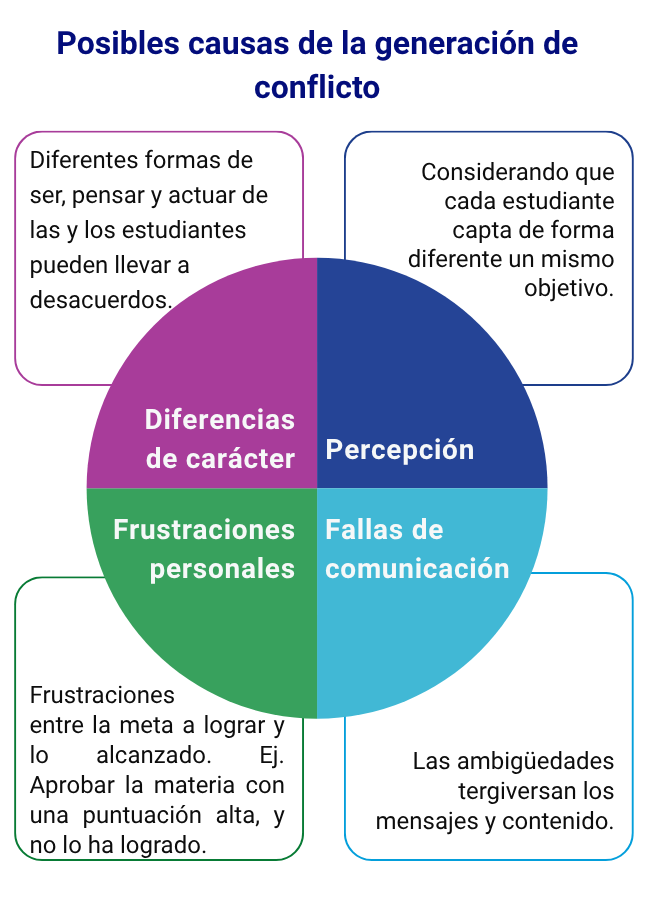 Posibles causas de la generación de
conflicto
Diferentes formas de
ser, pensar y actuar de
las y los estudiantes
pueden llevar a
desacuerdos.
Considerando que
cada estudiante
capta de forma
diferente un mismo
objetivo.
Diferencias
de carácter
Percepción
Frustraciones
personales
Fallas de
comunicación
Frustraciones
entre la meta a lograr y
lo alcanzado. Ej.
Aprobar la materia con
una puntuación alta, y
no lo ha logrado.
Las ambigüedades
tergiversan los
mensajes y contenido.